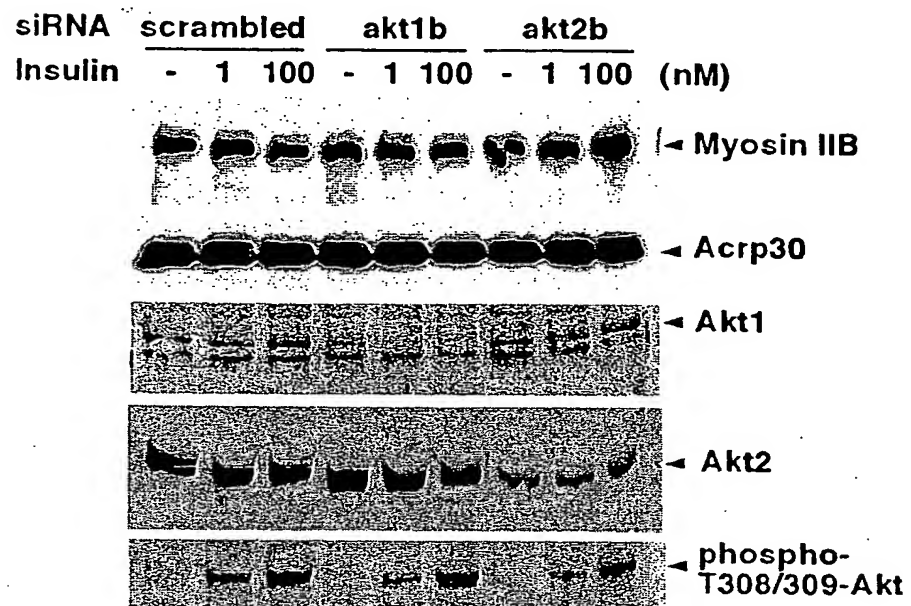 siRNA scrambled akt1b akt2b
Insulin - 1 100 - 1 100 - 1 100 (nM)
Myosin IIB
Acrp30
Akt1
Akt2
phospho-
T308/309-Akt